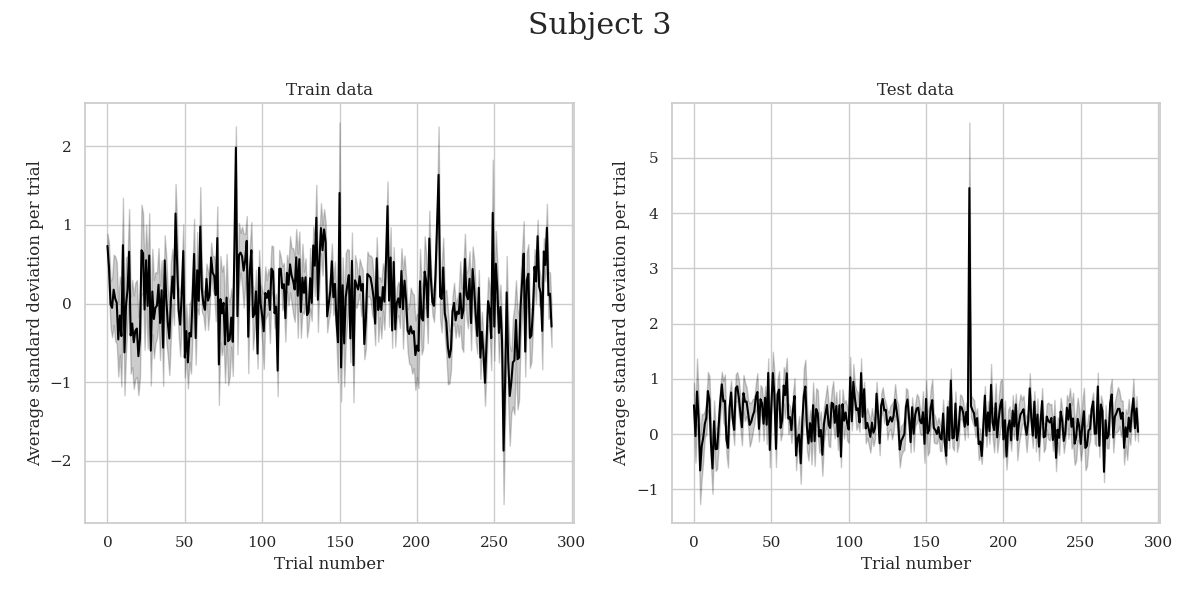 Subject 3
Train data
Average standard deviation per trial
2
1
0
−1
−2
0 50 100 150 200 250 300
Trial number
Test data
Average standard deviation per trial
5
4
3
2
1
0
−1
0 50 100 150 200 250 300
Trial number